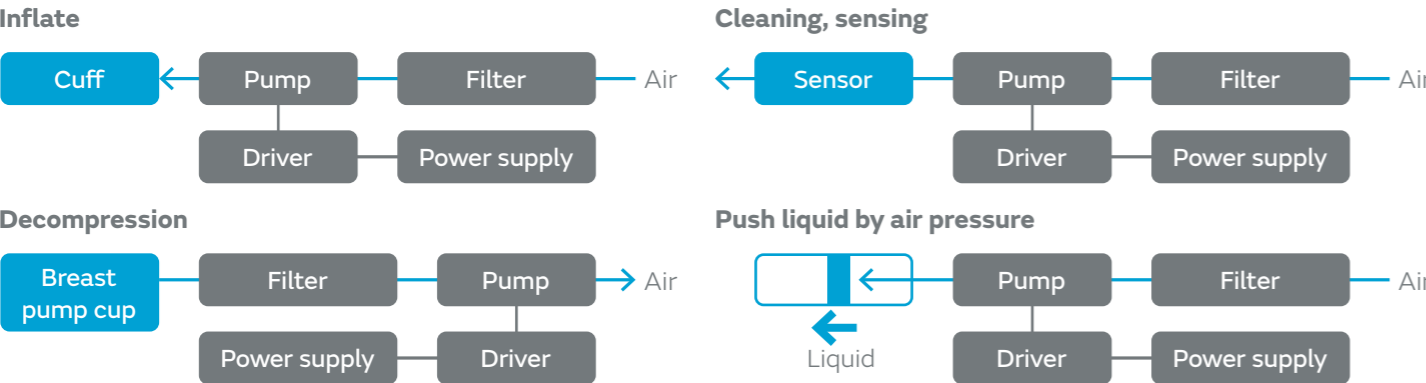 Inflate
Cuff
Pump
Filter
Air
Driver
Power supply
Cleaning, sensing
Sensor
Pump
Filter
Air
Driver
Power supply
Decompression
Breast
pump cup
Filter
Pump
Air
Power supply
Driver
Push liquid by air pressure
Pump
Filter
Air
Liquid
Driver
Power supply